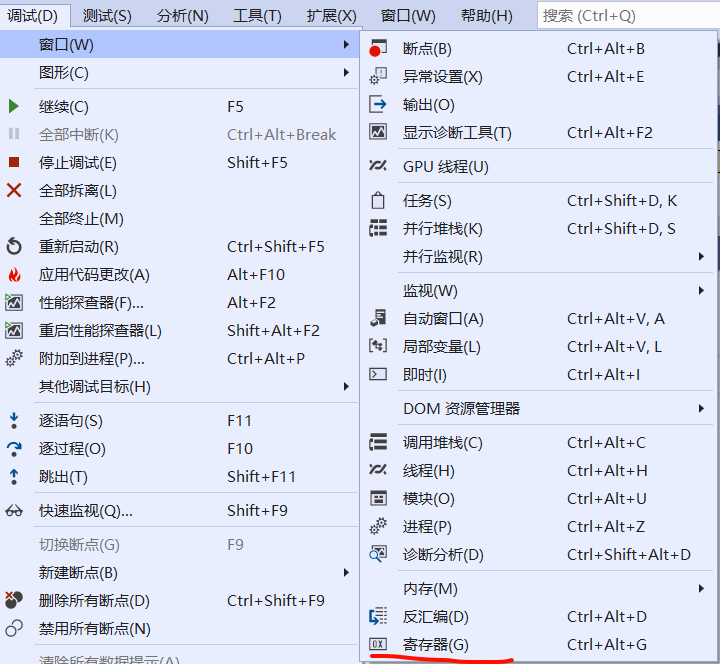 调试(D) 测试(S) 分析(N) 工具(T) 扩展(X) 窗口(W) 帮助(H) 搜索 (Ctrl+Q)
窗口(W)
图形(C)
继续(C) F5
全部中断(K) Ctrl+Alt+Break
停止调试(E) Shift+F5
全部拆离(L)
全部终止(M)
重新启动(R) Ctrl+Shift+F5
应用代码更改(A) Alt+F10
性能探查器(F)... Alt+F2
重启性能探查器(L) Shift+Alt+F2
附加到进程(P)... Ctrl+Alt+P
其他调试目标(H)
逐语句(S) F11
逐过程(O) F10
跳出(T) Shift+F11
快速监视(Q)... Shift+F9
切换断点(G) F9
新建断点(B)
删除所有断点(D) Ctrl+Shift+F9
禁用所有断点(N)
清除所有数据提示(A)
断点(B) Ctrl+Alt+B
异常设置(X) Ctrl+Alt+E
输出(O)
显示诊断工具(T) Ctrl+Alt+F2
GPU 线程(U)
任务(S) Ctrl+Shift+D, K
并行堆栈(K) Ctrl+Shift+D, S
并行监视(R)
监视(W)
自动窗口(A) Ctrl+Alt+V, A
局部变量(L) Ctrl+Alt+V, L
即时(I) Ctrl+Alt+I
DOM 资源管理器
调用堆栈(C) Ctrl+Alt+C
线程(H) Ctrl+Alt+H
模块(O) Ctrl+Alt+U
进程(P) Ctrl+Alt+Z
诊断分析(D) Ctrl+Shift+Alt+D
内存(M)
反汇编(D) Ctrl+Alt+D
寄存器(G) Ctrl+Alt+G